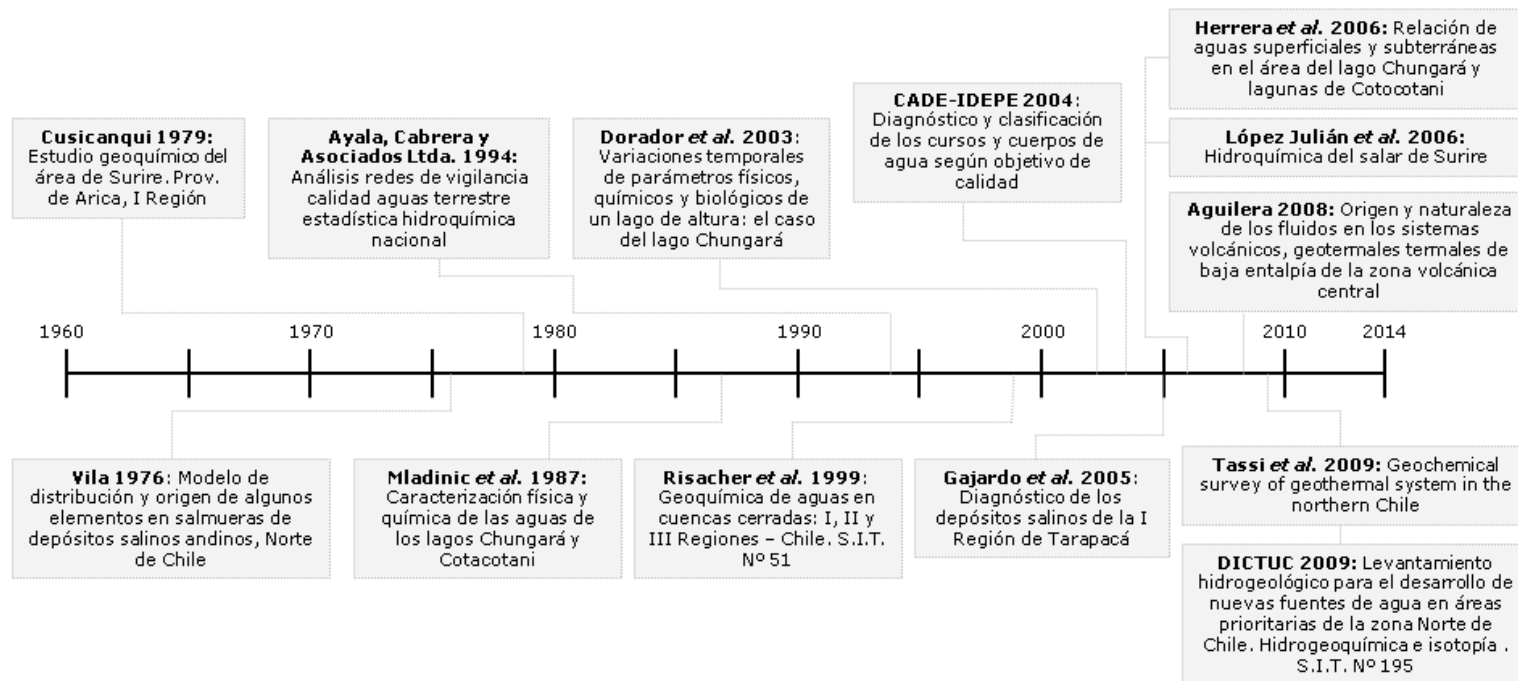 Herrera et al. 2006: Relación de
aguas superficiales y subterráneas
en el área del lago Chungará y
lagunas de Cotocotani
CADE-IDEPE 2004:
Diagnóstico y clasificación
de los cursos y cuerpos de
agua según objetivo de
calidad
Cusicanqui 1979:
Estudio geoquímico del
área de Surire. Prov.
de Arica, I Región
Ayala, Cabrera y
Asociados Ltda. 1994:
Análisis redes de vigilancia
calidad aguas terrestre
estadística hidroquímica
nacional
Dorador et al. 2003:
Variaciones temporales
de parámetros físicos,
químicos y biológicos de
un lago de altura: el caso
del lago Chungará
López Julián et al. 2006:
Hidroquímica del salar de Surire
Aguilera 2008: Origen y naturaleza
de los fluidos en los sistemas
volcánicos, geotermales termales de
baja entalpía de la zona volcánica
central
1960
1970
1980
1990
2000
2010
2014
Vila 1976: Modelo de
distribución y origen de algunos
elementos en salmueras de
depósitos salinos andinos, Norte
de Chile
Mladinic et al. 1987:
Caracterización física y
química de las aguas de
los lagos Chungará y
Cotacotani
Risacher et al. 1999:
Geoquímica de aguas en
cuencas cerradas: I, II y
III Regiones – Chile. S.I.T.
Nº 51
Gajardo et al. 2005:
Diagnóstico de los
depósitos salinos de la I
Región de Tarapacá
Tassi et al. 2009: Geochemical
survey of geothermal system in the
northern Chile
DICTUC 2009: Levantamiento
hidrogeológico para el desarrollo de
nuevas fuentes de agua en áreas
prioritarias de la zona Norte de
Chile. Hidrogeoquímica e isotopía .
S.I.T. Nº 195